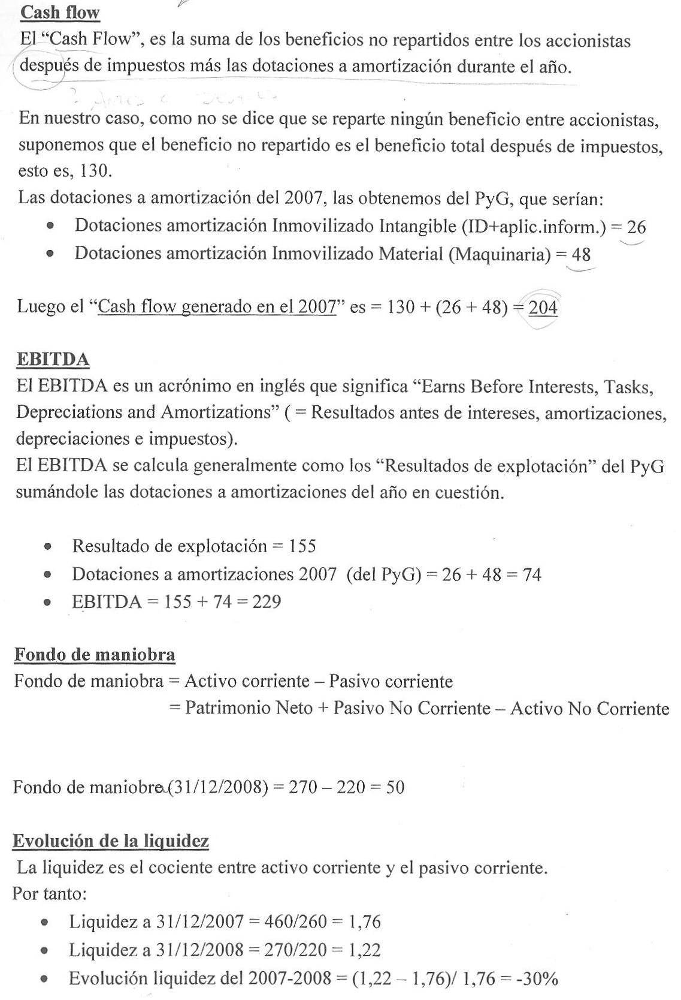 Cash flow
El “Cash Flow”, es la suma de los beneficios no repartidos entre los accionistas
después de impuestos más las dotaciones a amortización durante el año.
En nuestro caso, como no se dice que se reparte ningún beneficio entre accionistas,
suponemos que el beneficio no repartido es el beneficio total después de impuestos,
esto es, 130.
Las dotaciones a amortización del 2007, las obtenemos del PyG, que serían:
• Dotaciones amortización Inmovilizado Intangible (ID+aplic.inform.) = 26
• Dotaciones amortización Inmovilizado Material (Maquinaria) = 48
Luego el “Cash flow generado en el 2007” es = 130 + (26 + 48) = 204
EBITDA
El EBITDA es un acrónimo en inglés que significa “Earns Before Interests, Tasks,
Depreciations and Amortizations” ( = Resultados antes de intereses, amortizaciones,
depreciaciones e impuestos).
El EBITDA se calcula generalmente como los “Resultados de explotación” del PyG
sumándole las dotaciones a amortizaciones del año en cuestión.
• Resultado de explotación = 155
• Dotaciones a amortizaciones 2007 (del PyG) = 26 + 48 = 74
• EBITDA = 155 + 74 = 229
Fondo de maniobra
Fondo de maniobra = Activo corriente – Pasivo corriente
= Patrimonio Neto + Pasivo No Corriente – Activo No Corriente
Fondo de maniobra (31/12/2008) = 270 – 220 = 50
Evolución de la liquidez
La liquidez es el cociente entre activo corriente y el pasivo corriente.
Por tanto:
• Liquidez a 31/12/2007 = 460/260 = 1,76
• Liquidez a 31/12/2008 = 270/220 = 1,22
• Evolución liquidez del 2007-2008 = (1,22 – 1,76)/ 1,76 = -30%